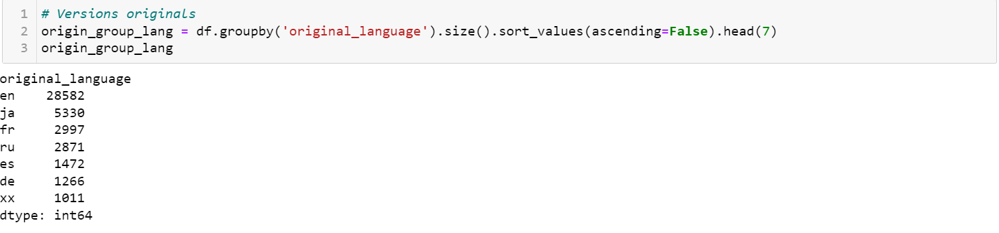 1 # Versions originals
2 origin_group_lang = df.groupby('original_language').size().sort_values(ascending=False).head(7)
3 origin_group_lang
original_language
en    28582
ja     5330
fr     2997
ru     2871
es     1472
de     1266
xx     1011
dtype: int64